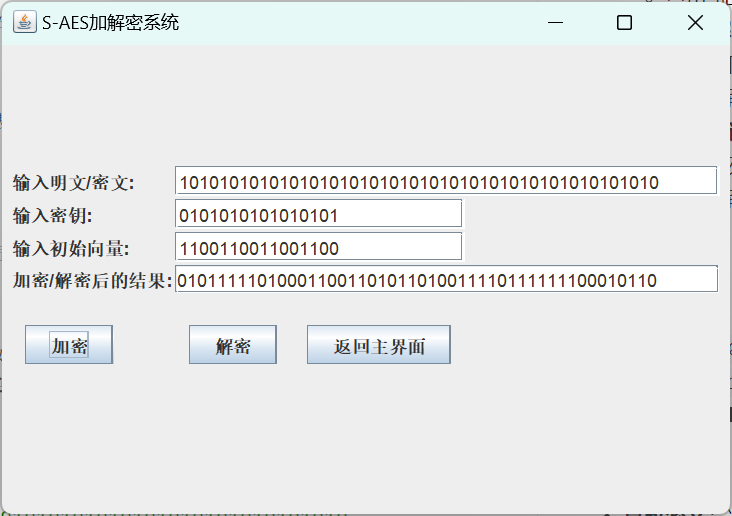 S-AES加解密系统
输入明文/密文: 101010101010101010101010101010101010101010101010
输入密钥: 0101010101010101
输入初始向量: 1100110011001100
加密/解密后的结果: 010111110100011001101011010011110111111100010110
加密 解密 返回主界面